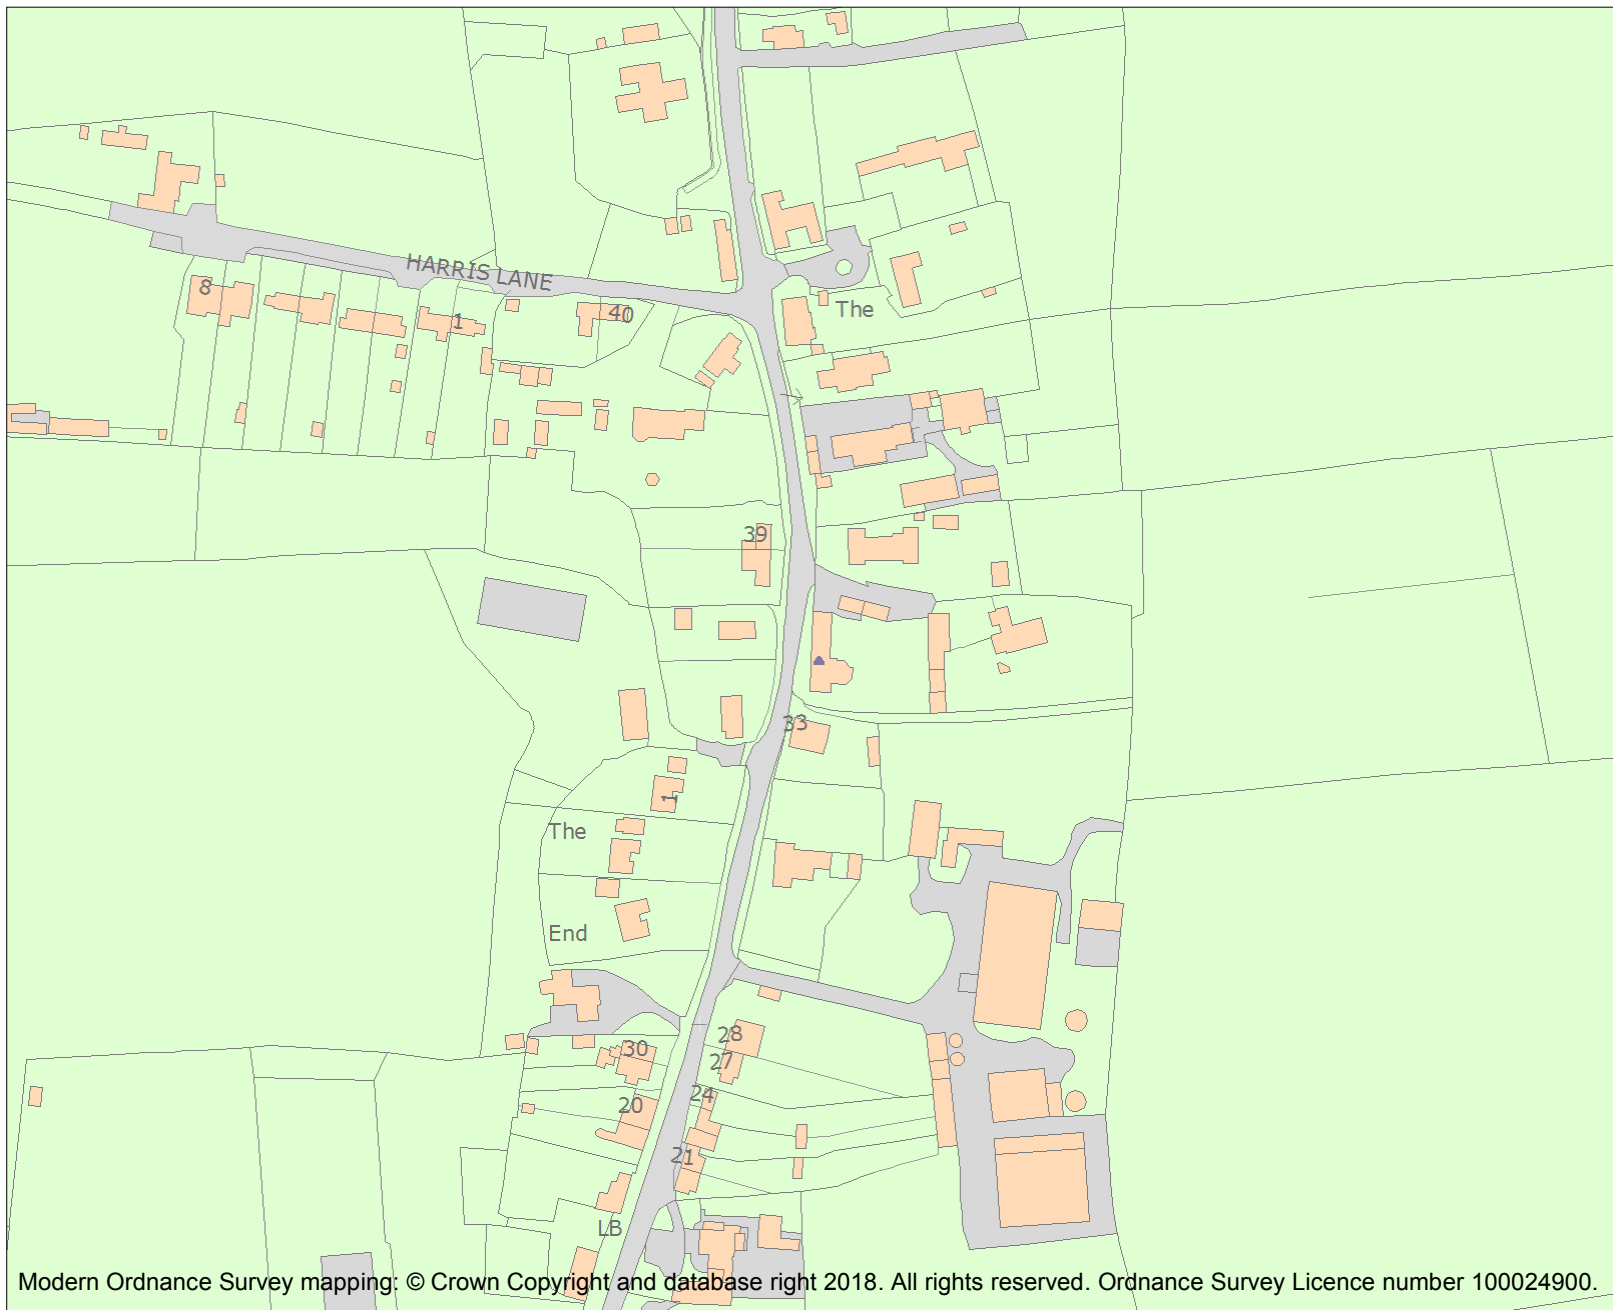 HARRIS LANE
8
1
40
The
39
33
1
The
End
28
30
27
24
20
21
LB
Modern Ordnance Survey mapping: © Crown Copyright and database right 2018. All rights reserved. Ordnance Survey Licence number 100024900.